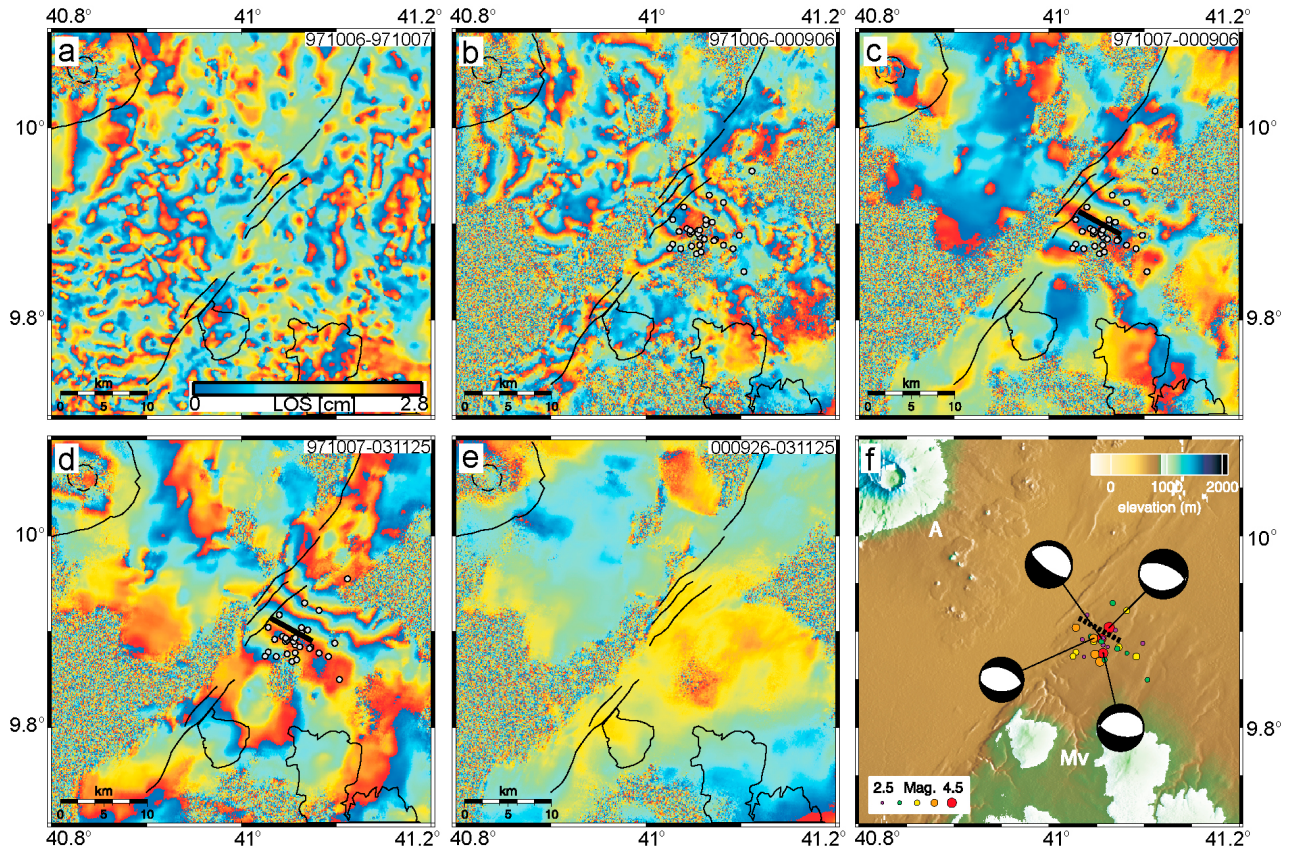 40.8° 41° 41.2° 40.8° 41° 41.2° 40.8° 41° 41.2°
a 971006-971007
b 971006-000906
c 971007-000906
10° 10°
9.8° 9.8°
km km km
0 5 10 0 5 10 0 5 10
0 LOS [cm] 2.8
d 971007-031125
e 000926-031125
f
0 1000 2000
elevation (m)
A
10° 10°
9.8° 9.8°
Mv
km km
0 5 10 0 5 10
2.5 Mag. 4.5
40.8° 41° 41.2° 40.8° 41° 41.2° 40.8° 41° 41.2°